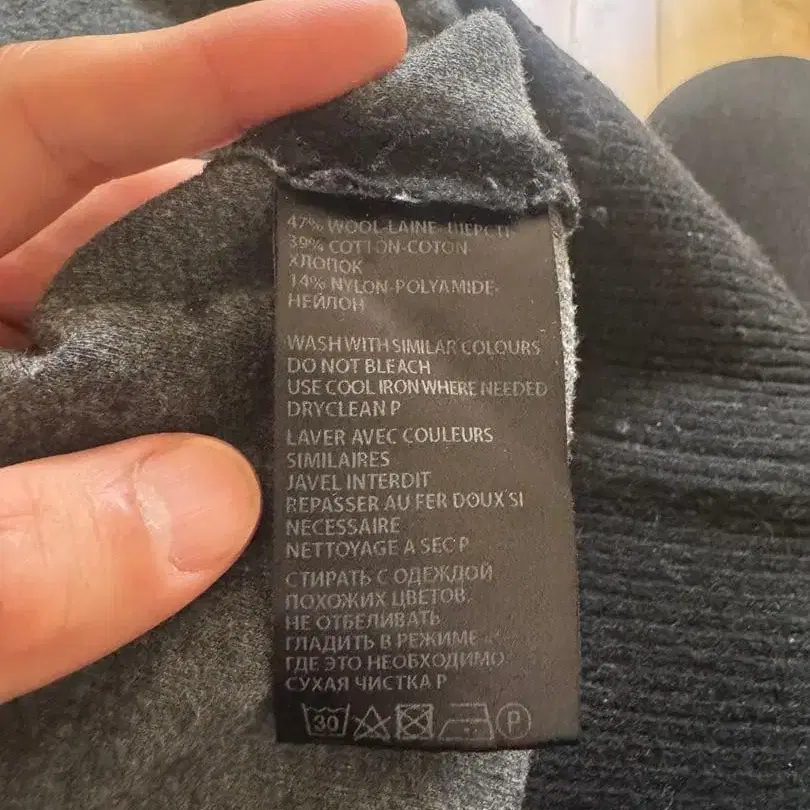 47% WOOL-LAINE-ШЕРСТЬ
39% COTTON-COTON
ХЛОПОК
14% NYLON-POLYAMIDE-
НЕЙЛОН
WASH WITH SIMILAR COLOURS
DO NOT BLEACH
USE COOL IRON WHERE NEEDED
DRYCLEAN P
LAVER AVEC COULEURS
SIMILAIRES
JAVEL INTERDIT
REPASSER AU FER DOUX SI
NECESSAIRE
NETTOYAGE A SEC P
СТИРАТЬ С ОДЕЖДОЙ
ПОХОЖИХ ЦВЕТОВ.
НЕ ОТБЕЛИВАТЬ
ГЛАДИТЬ В РЕЖИМЕ
ГДЕ ЭТО НЕОБХОДИМО
СУХАЯ ЧИСТКА P
30 P